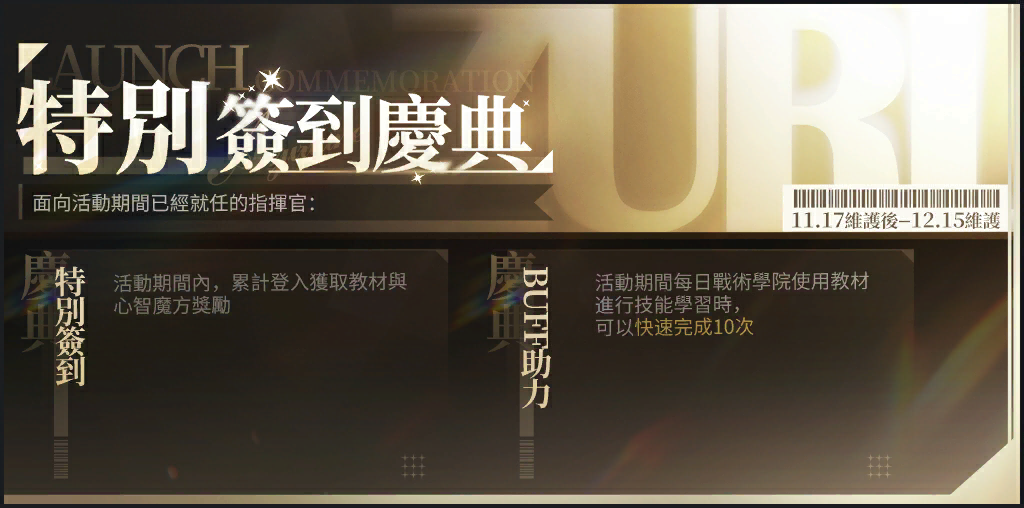 LAUNCH
COMMEMORATION
特別簽到慶典
面向活動期間已經就任的指揮官：
URI
11.17維護後–12.15維護
慶典
特別簽到
活動期間內，累計登入獲取教材與
心智魔方獎勵
慶典
BUFF助力
活動期間每日戰術學院使用教材
進行技能學習時，
可以快速完成10次